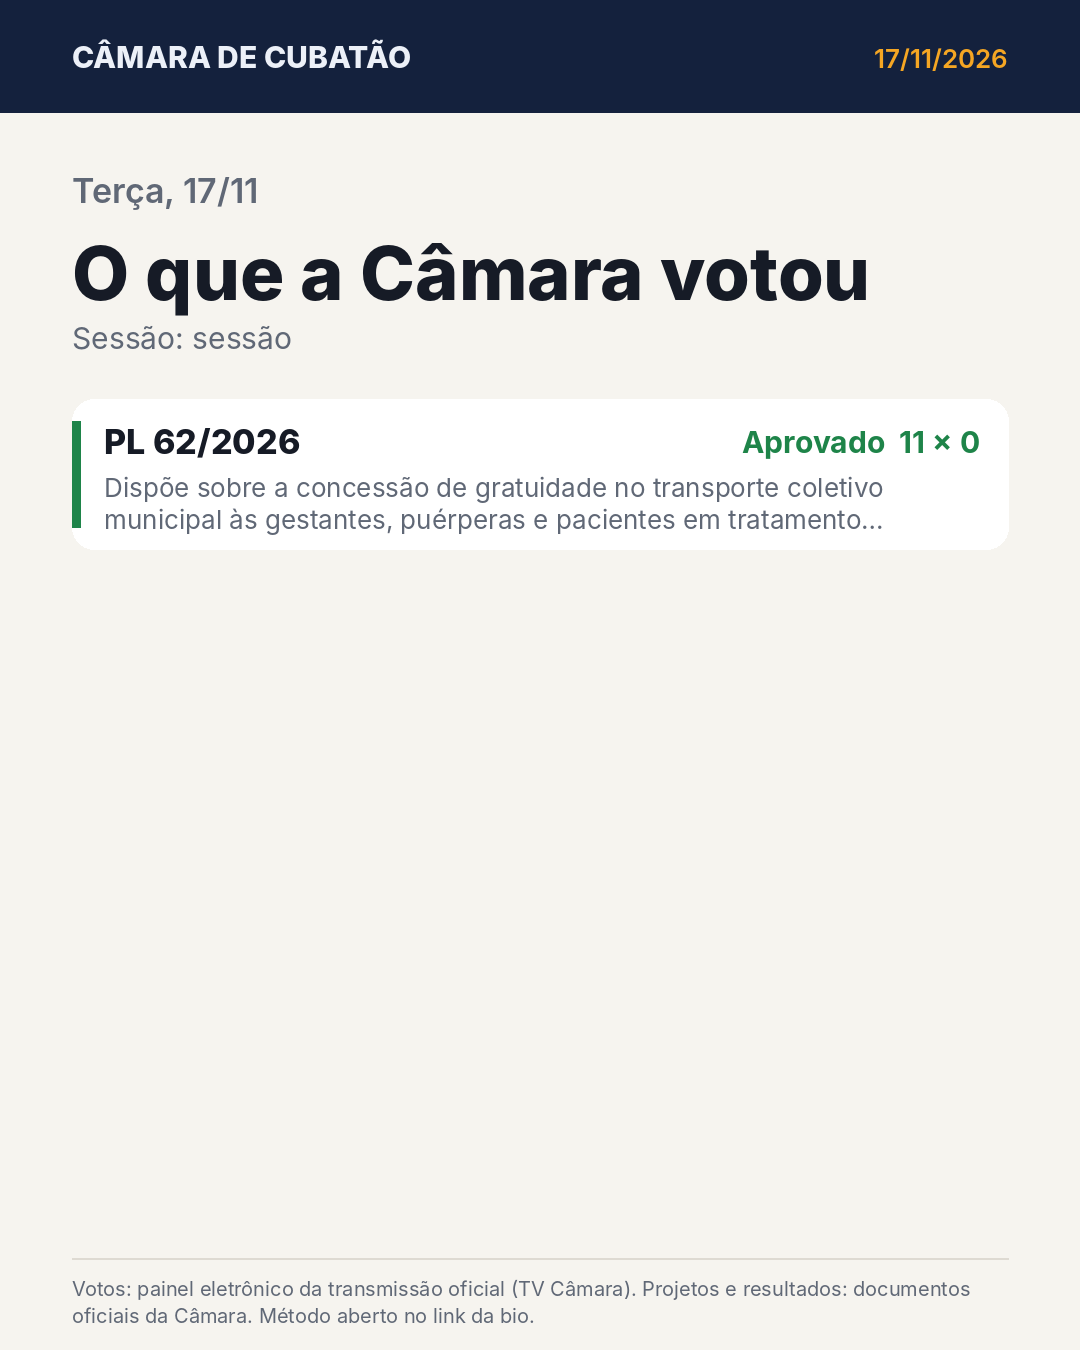 CÂMARA DE CUBATÃO
17/11/2026
Terça, 17/11
O que a Câmara votou
Sessão: sessão
PL 62/2026
Aprovado 11 × 0
Dispõe sobre a concessão de gratuidade no transporte coletivo
municipal às gestantes, puérperas e pacientes em tratamento…
Votos: painel eletrônico da transmissão oficial (TV Câmara). Projetos e resultados: documentos
oficiais da Câmara. Método aberto no link da bio.